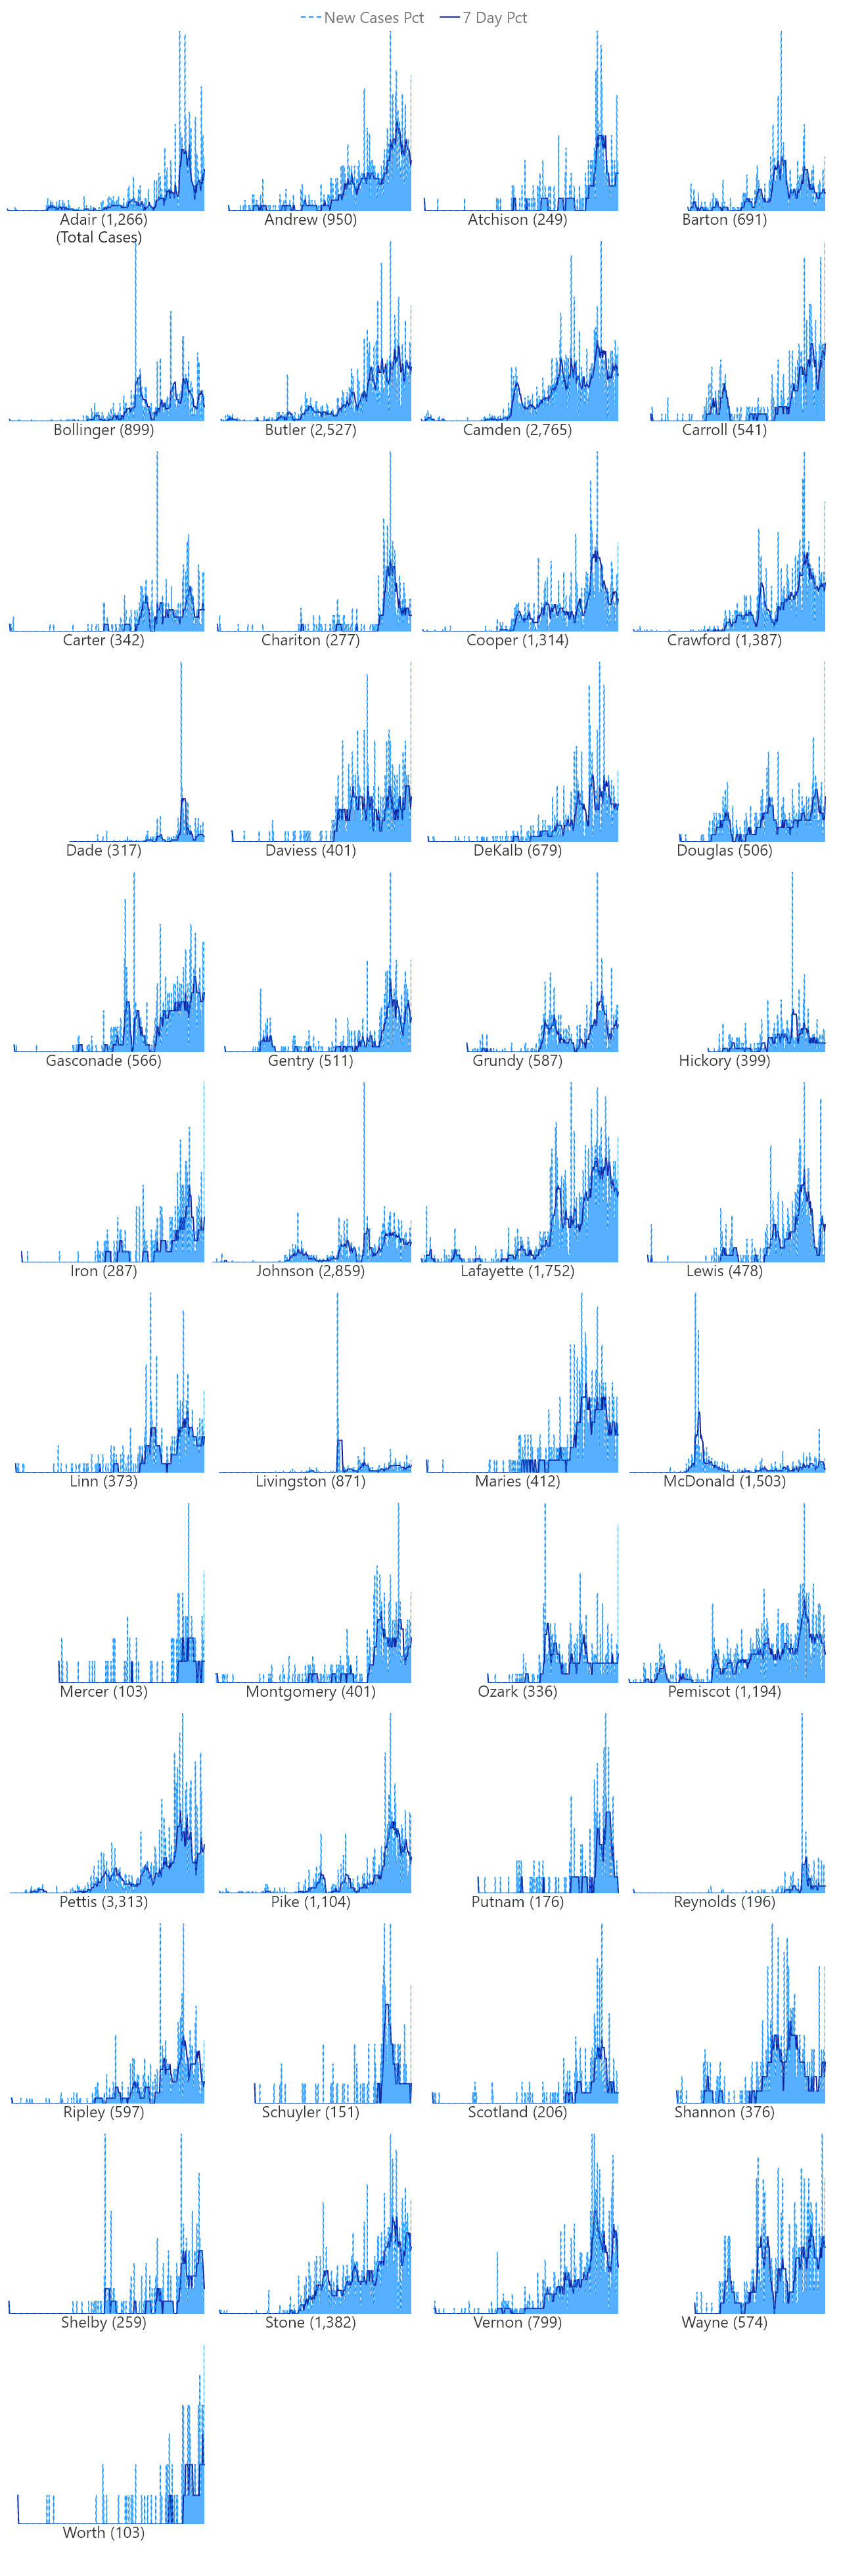 New Cases Pct 7 Day Pct
Adair (1,266) Andrew (950) Atchison (249) Barton (691)
(Total Cases)
Bollinger (899) Butler (2,527) Camden (2,765) Carroll (541)
Carter (342) Chariton (277) Cooper (1,314) Crawford (1,387)
Dade (317) Daviess (401) DeKalb (679) Douglas (506)
Gasconade (566) Gentry (511) Grundy (587) Hickory (399)
Iron (287) Johnson (2,859) Lafayette (1,752) Lewis (478)
Linn (373) Livingston (871) Maries (412) McDonald (1,503)
Mercer (103) Montgomery (401) Ozark (336) Pemiscot (1,194)
Pettis (3,313) Pike (1,104) Putnam (176) Reynolds (196)
Ripley (597) Schuyler (151) Scotland (206) Shannon (376)
Shelby (259) Stone (1,382) Vernon (799) Wayne (574)
Worth (103)